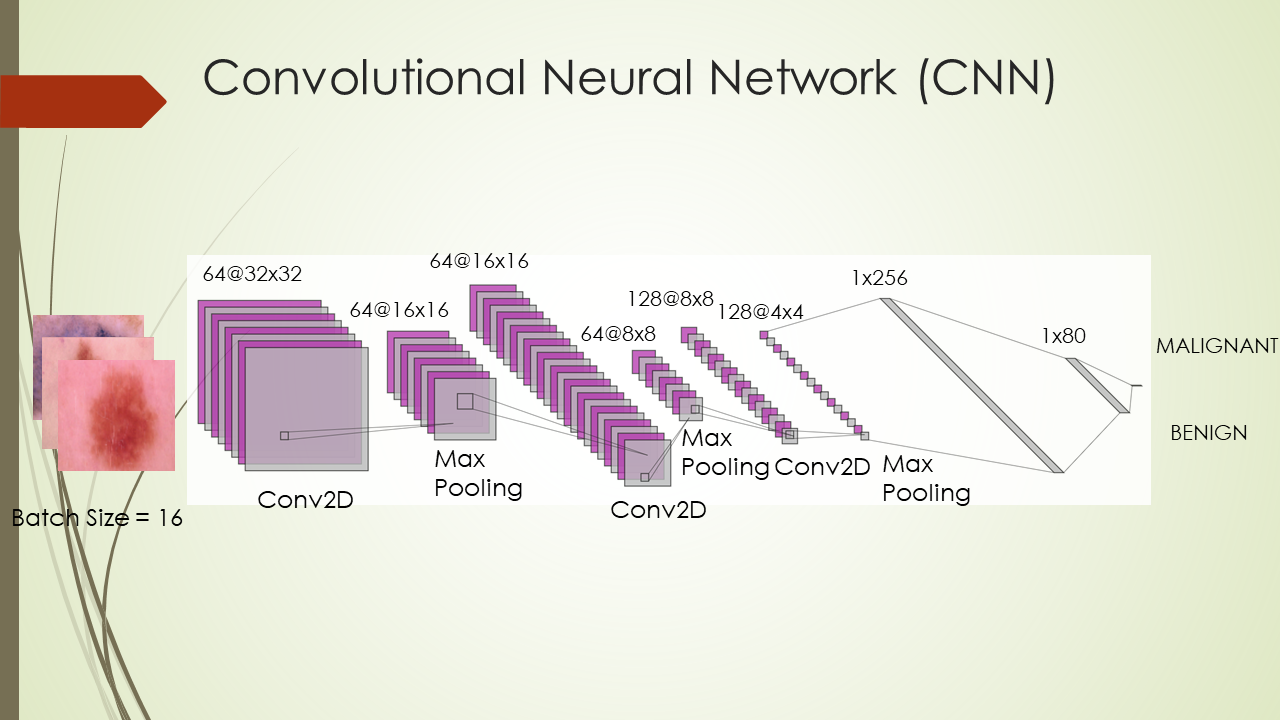 Convolutional Neural Network (CNN)
64@32x32
64@16x16
64@16x16
64@8x8
128@8x8
128@4x4
1x256
1x80
MALIGNANT
BENIGN
Conv2D
Max
Pooling
Conv2D
Max
Pooling
Conv2D
Max
Pooling
Batch Size = 16